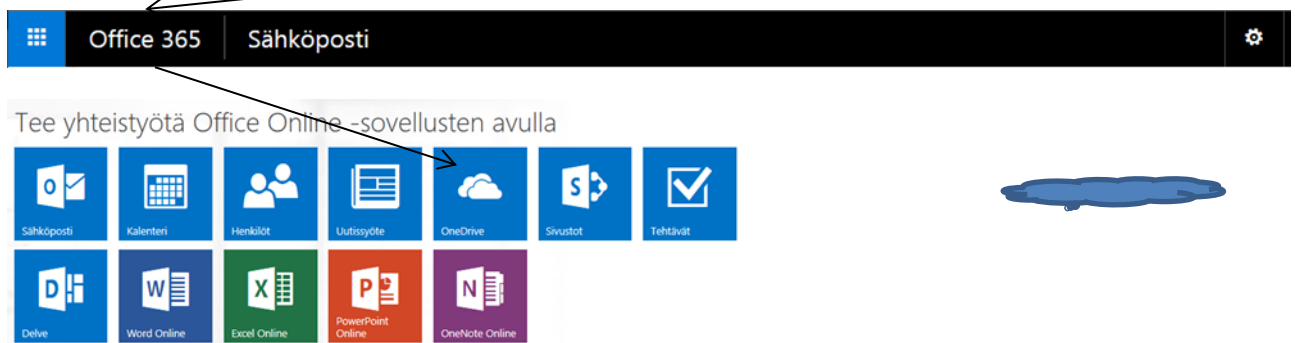 Office 365 Sähköposti
Tee yhteistyötä Office Online -sovellusten avulla
Sähköposti Kalenteri Henkilöt Uutissyöte OneDrive Sivustot Tehtävät
Delve Word Online Excel Online PowerPoint Online OneNote Online